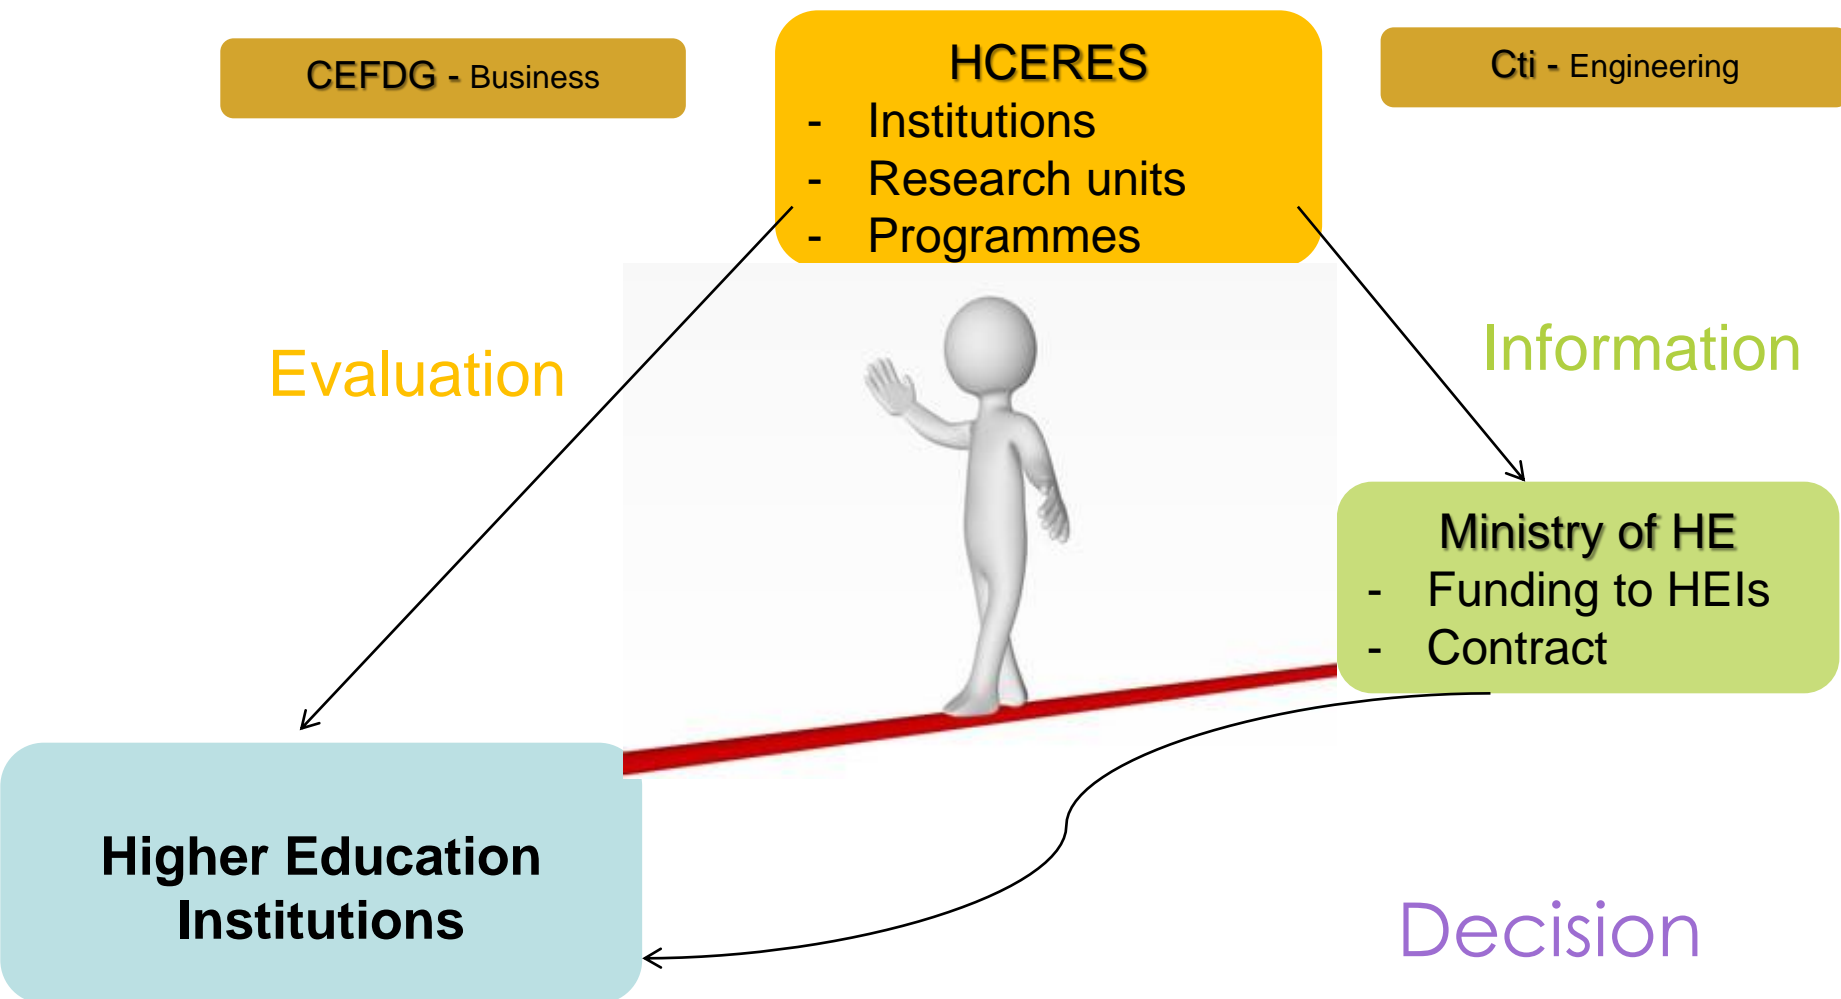 CEFDG - Business
HCERES
- Institutions
- Research units
- Programmes
Cti - Engineering
Evaluation
Information
Ministry of HE
- Funding to HEIs
- Contract
Higher Education
Institutions
Decision